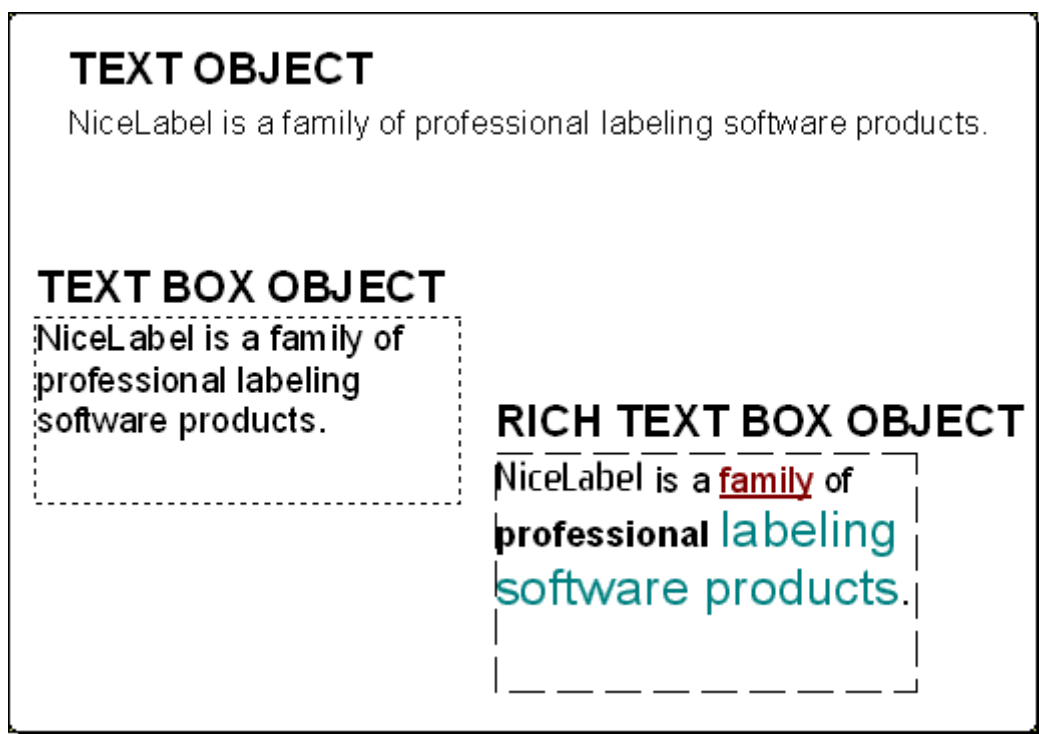 TEXT OBJECT
NiceLabel is a family of professional labeling software products.
TEXT BOX OBJECT
NiceLabel is a family of
professional labeling
software products.
RICH TEXT BOX OBJECT
NiceLabel is a family of
professional labeling
software products.